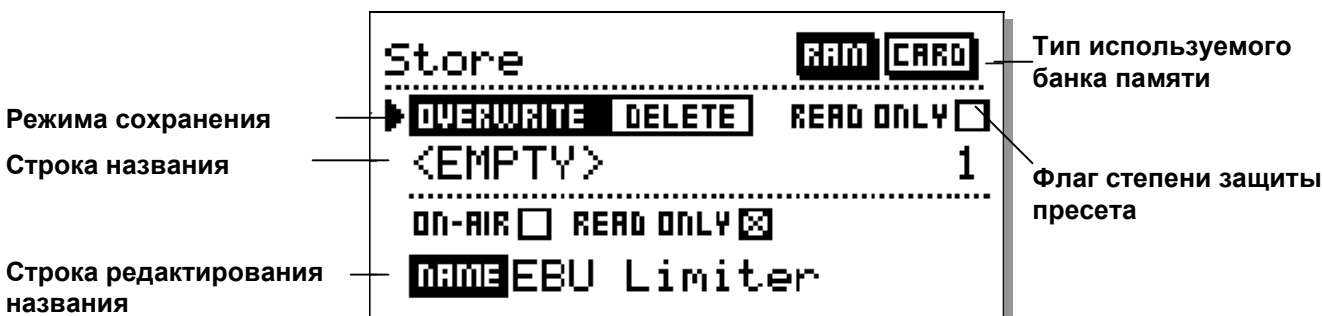 Store RAM CARD
OVERWRITE DELETE READ ONLY
<EMPTY> 1
ON-AIR READ ONLY
NAME EBU Limiter
Режима сохранения
Строка названия
Строка редактирования
названия
Тип используемого
банка памяти
Флаг степени защиты
пресета